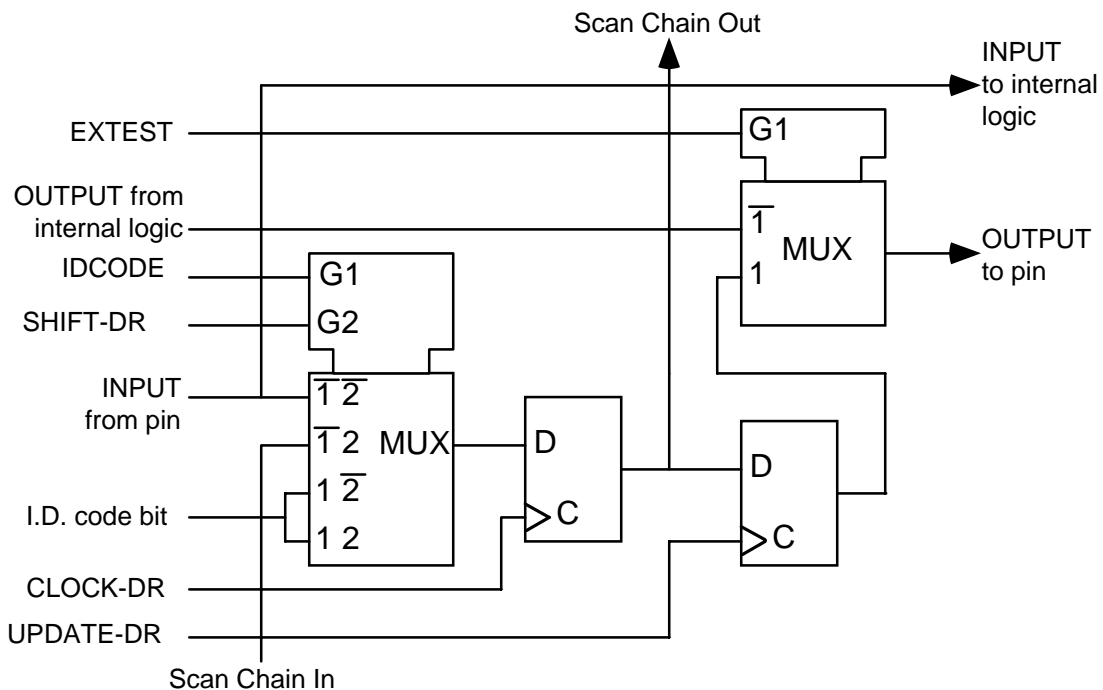 Scan Chain Out
INPUT
to internal
logic
EXTEST
G1
OUTPUT from
internal logic
1̅
MUX
1
OUTPUT
to pin
IDCODE
G1
SHIFT-DR
G2
INPUT
from pin
1̅ 2̅
1̅ 2
MUX
1 2̅
1 2
D
C
D
C
I.D. code bit
CLOCK-DR
UPDATE-DR
Scan Chain In